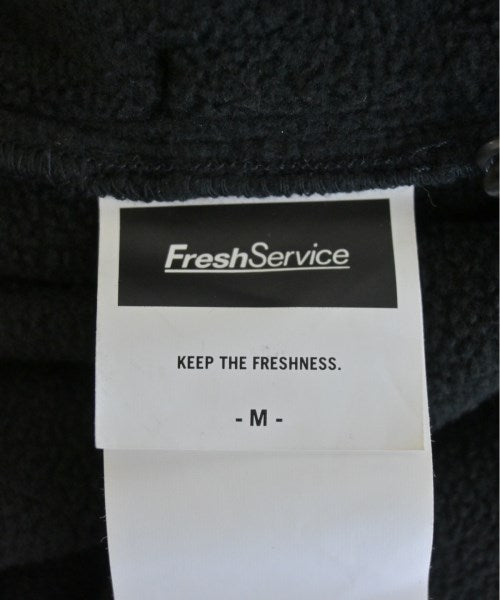 FreshService
KEEP THE FRESHNESS.
- M -